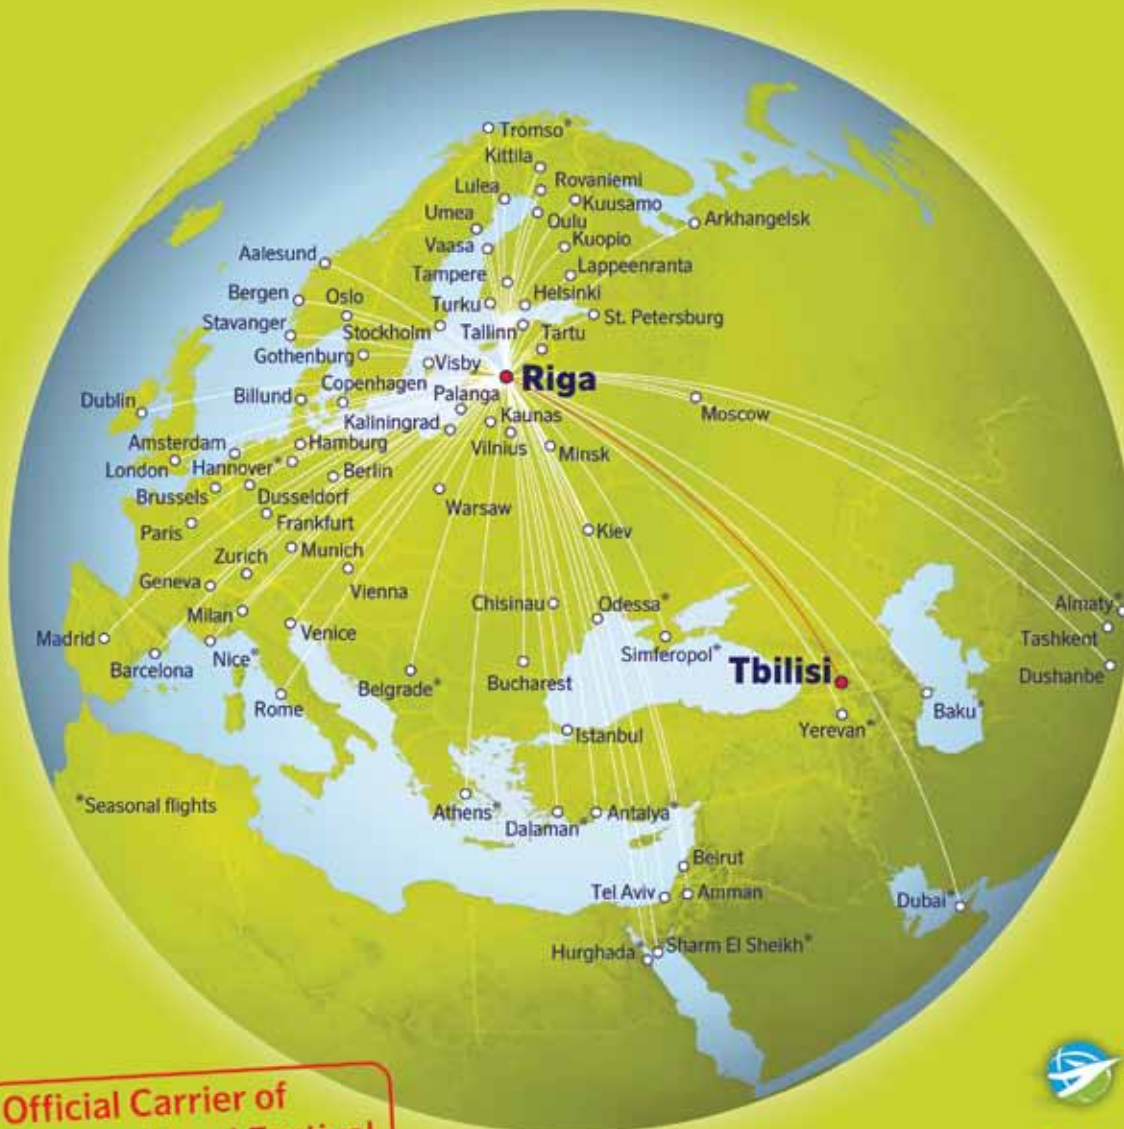 Tromso*
Kittila
Rovaniemi
Lulea
Kuusamo
Umea
Oulu
Arkhangelsk
Vaasa
Kuopio
Aalesund
Lappeenranta
Tampere
Bergen
Oslo
Helsinki
Turku
St. Petersburg
Stavanger
Stockholm
Tallinn
Tartu
Gothenburg
Visby
Riga
Copenhagen
Billund
Palanga
Dublin
Moscow
Kaliningrad
Kaunas
Amsterdam
Hamburg
Vilnius
Minsk
London
Hannover*
Berlin
Brussels
Dusseldorf
Warsaw
Paris
Frankfurt
Kiev
Zurich
Munich
Geneva
Vienna
Chisinau
Odessa*
Almaty*
Milan
Madrid
Venice
Tashkent
Simferopol*
Barcelona
Nice*
Tbilisi
Dushanbe*
Belgrade*
Bucharest
Rome
Baku*
Yerevan*
Istanbul
*Seasonal flights
Athens*
Dalaman*
Antalya*
Beirut
Tel Aviv
Amman
Dubai*
Hurghada*
Sharm El Sheikh*
Official Carrier of